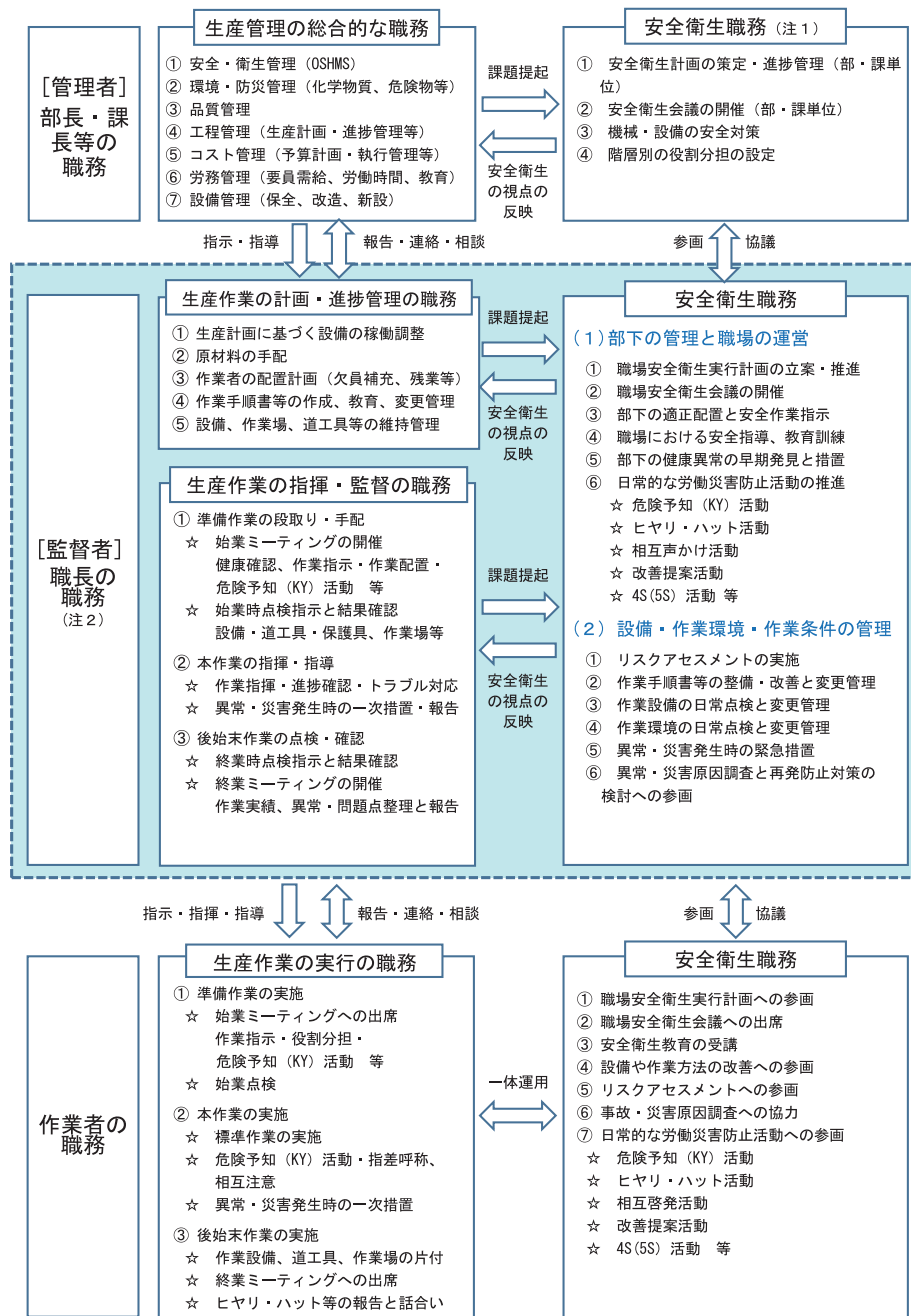 [管理者]
部長・課
長等の
職務
生産管理の総合的な職務
① 安全・衛生管理（OSHMS）
② 環境・防災管理（化学物質、危険物等）
③ 品質管理
④ 工程管理（生産計画・進捗管理等）
⑤ コスト管理（予算計画・執行管理等）
⑥ 労務管理（要員需給、労働時間、教育）
⑦ 設備管理（保全、改造、新設）
課題提起
安全衛生
の視点の
反映
安全衛生職務（注１）
① 安全衛生計画の策定・進捗管理（部・課単
位）
② 安全衛生会議の開催（部・課単位）
③ 機械・設備の安全対策
④ 階層別の役割分担の設定
指示・指導
報告・連絡・相談
参画
協議
[監督者]
職長の
職務
（注２）
生産作業の計画・進捗管理の職務
① 生産計画に基づく設備の稼働調整
② 原材料の手配
③ 作業者の配置計画（欠員補充、残業等）
④ 作業手順書等の作成、教育、変更管理
⑤ 設備、作業場、道工具等の維持管理
課題提起
安全衛生
の視点の
反映
生産作業の指揮・監督の職務
① 準備作業の段取り・手配
☆ 始業ミーティングの開催
健康確認、作業指示・作業配置・
危険予知（KY）活動 等
☆ 始業時点検指示と結果確認
設備・道工具・保護具、作業場等
② 本作業の指揮・指導
☆ 作業指揮・進捗確認・トラブル対応
☆ 異常・災害発生時の一次措置・報告
③ 後始末作業の点検・確認
☆ 終業時点検指示と結果確認
☆ 終業ミーティングの開催
作業実績、異常・問題点整理と報告
課題提起
安全衛生
の視点の
反映
安全衛生職務
（１）部下の管理と職場の運営
① 職場安全衛生実行計画の立案・推進
② 職場安全衛生会議の開催
③ 部下の適正配置と安全作業指示
④ 職場における安全指導、教育訓練
⑤ 部下の健康異常の早期発見と措置
⑥ 日常的な労働災害防止活動の推進
☆ 危険予知（KY）活動
☆ ヒヤリ・ハット活動
☆ 相互声かけ活動
☆ 改善提案活動
☆ 4S(5S) 活動 等
（２） 設備・作業環境・作業条件の管理
① リスクアセスメントの実施
② 作業手順書等の整備・改善と変更管理
③ 作業設備の日常点検と変更管理
④ 作業環境の日常点検と変更管理
⑤ 異常・災害発生時の緊急措置
⑥ 異常・災害原因調査と再発防止対策の
検討への参画
指示・指揮・指導
報告・連絡・相談
参画
協議
作業者の
職務
生産作業の実行の職務
① 準備作業の実施
☆ 始業ミーティングへの出席
作業指示・役割分担・
危険予知（KY）活動 等
☆ 始業点検
② 本作業の実施
☆ 標準作業の実施
☆ 危険予知（KY）活動・指差呼称、
相互注意
☆ 異常・災害発生時の一次措置
③ 後始末作業の実施
☆ 作業設備、道工具、作業場の片付
☆ 終業ミーティングへの出席
☆ ヒヤリ・ハット等の報告と話合い
一体運用
安全衛生職務
① 職場安全衛生実行計画への参画
② 職場安全衛生会議への出席
③ 安全衛生教育の受講
④ 設備や作業方法の改善への参画
⑤ リスクアセスメントへの参画
⑥ 事故・災害原因調査への協力
⑦ 日常的な労働災害防止活動への参画
☆ 危険予知（KY）活動
☆ ヒヤリ・ハット活動
☆ 相互啓発活動
☆ 改善提案活動
☆ 4S(5S) 活動 等